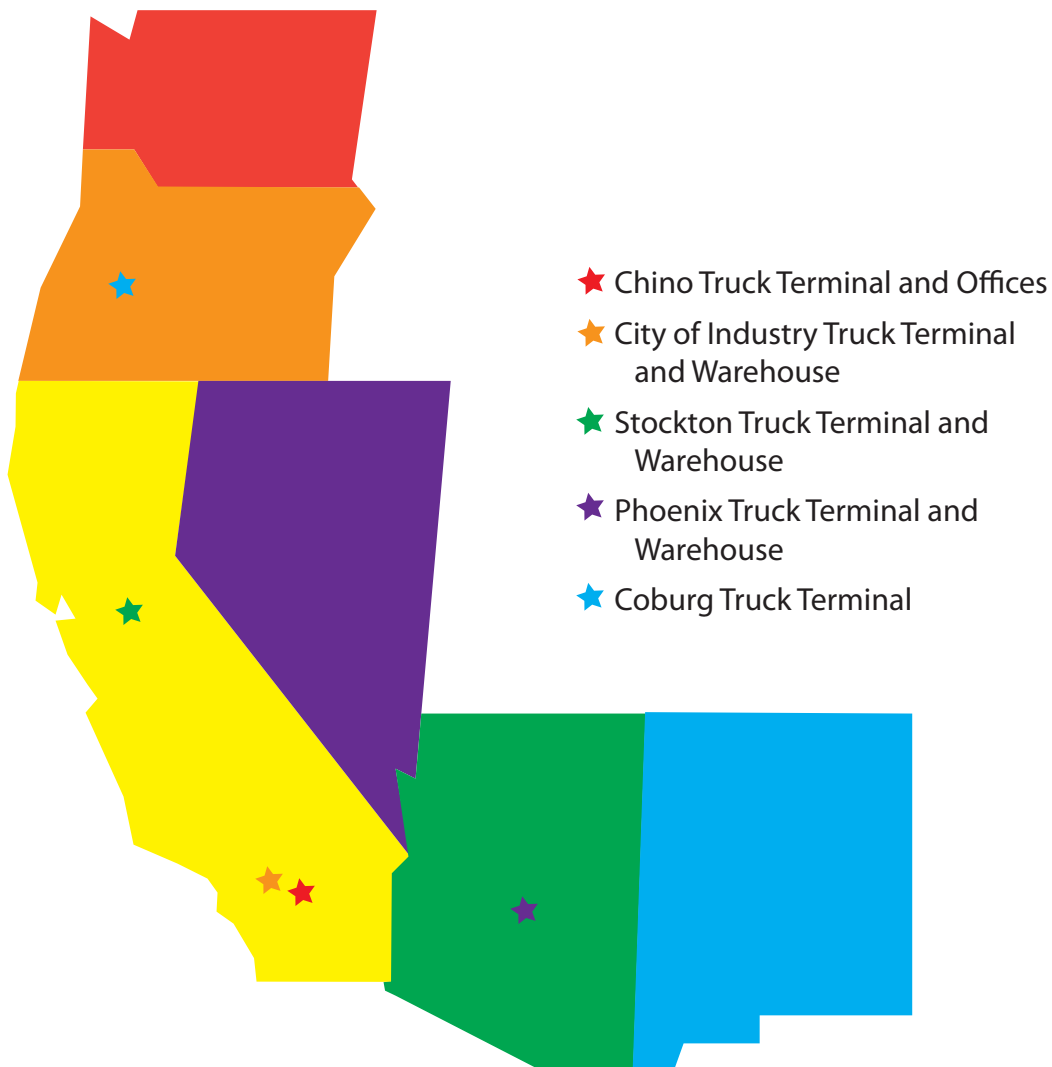 Chino Truck Terminal and Offices
City of Industry Truck Terminal
and Warehouse
Stockton Truck Terminal and
Warehouse
Phoenix Truck Terminal and
Warehouse
Coburg Truck Terminal